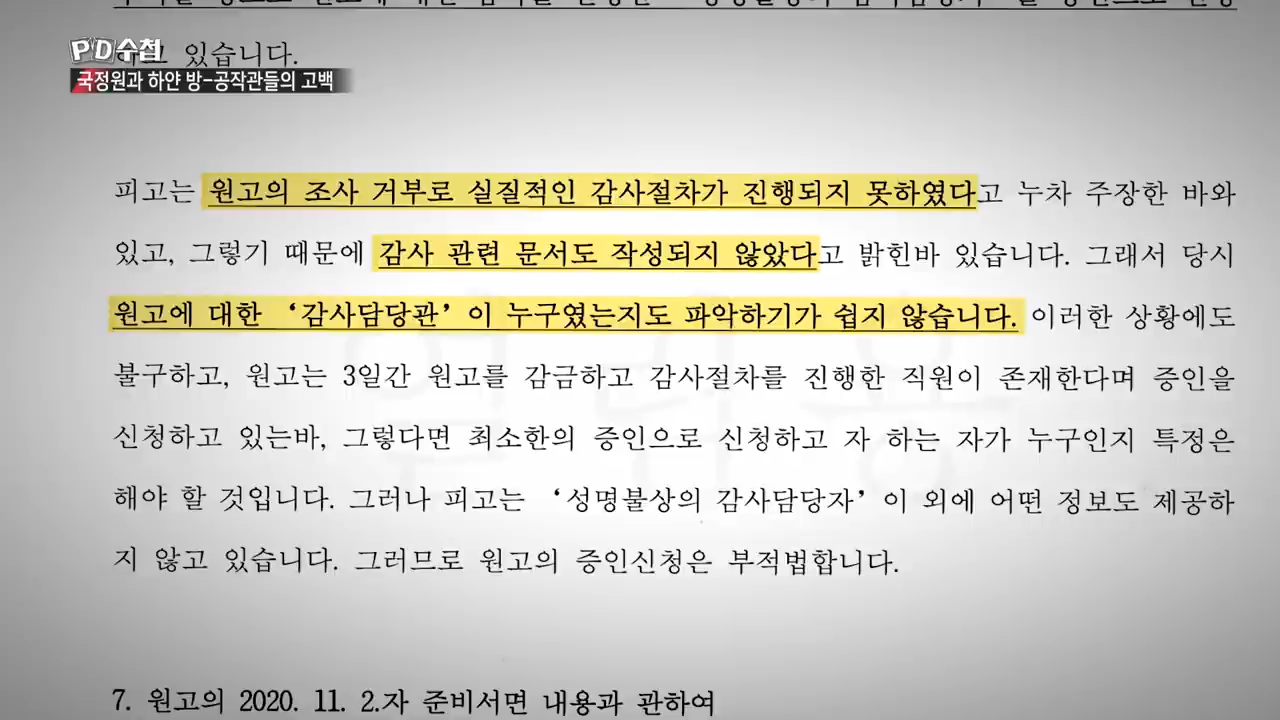 하고 있습니다.
PD수첩
국정원과 하얀 방-공작관들의 고백
피고는 원고의 조사 거부로 실질적인 감사절차가 진행되지 못하였다고 누차 주장한 바와
있고, 그렇기 때문에 감사 관련 문서도 작성되지 않았다고 밝힌바 있습니다. 그래서 당시
원고에 대한 ‘감사담당관’이 누구였는지도 파악하기가 쉽지 않습니다. 이러한 상황에도
불구하고, 원고는 3일간 원고를 감금하고 감사절차를 진행한 직원이 존재한다며 증인을
신청하고 있는바, 그렇다면 최소한의 증인으로 신청하고 자 하는 자가 누구인지 특정은
해야 할 것입니다. 그러나 피고는 ‘성명불상의 감사담당자’이 외에 어떤 정보도 제공하
지 않고 있습니다. 그러므로 원고의 증인신청은 부적법합니다.
7. 원고의 2020. 11. 2.자 준비서면 내용과 관하여